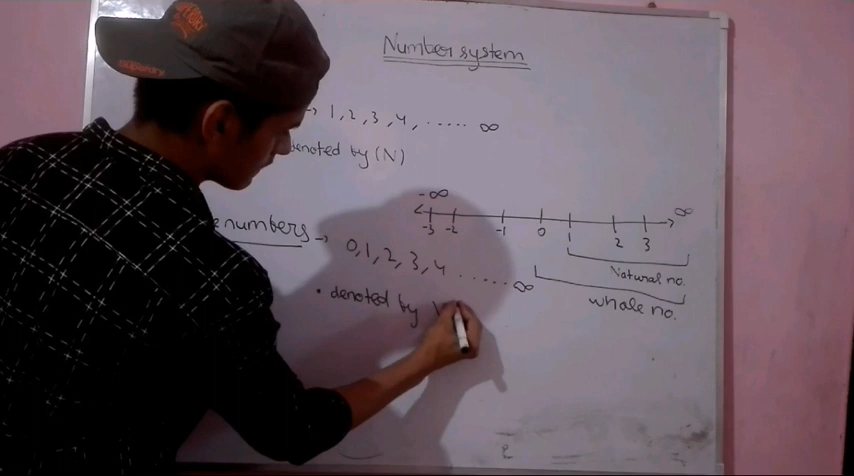 Superdry
Number system
→ 1, 2, 3, 4, ..... ∞
denoted by (N)
-∞ ∞
-3 -2 -1 0 1 2 3
numbers → 0, 1, 2, 3, 4 ...... ∞
Natural no.
• denoted by
whole no.